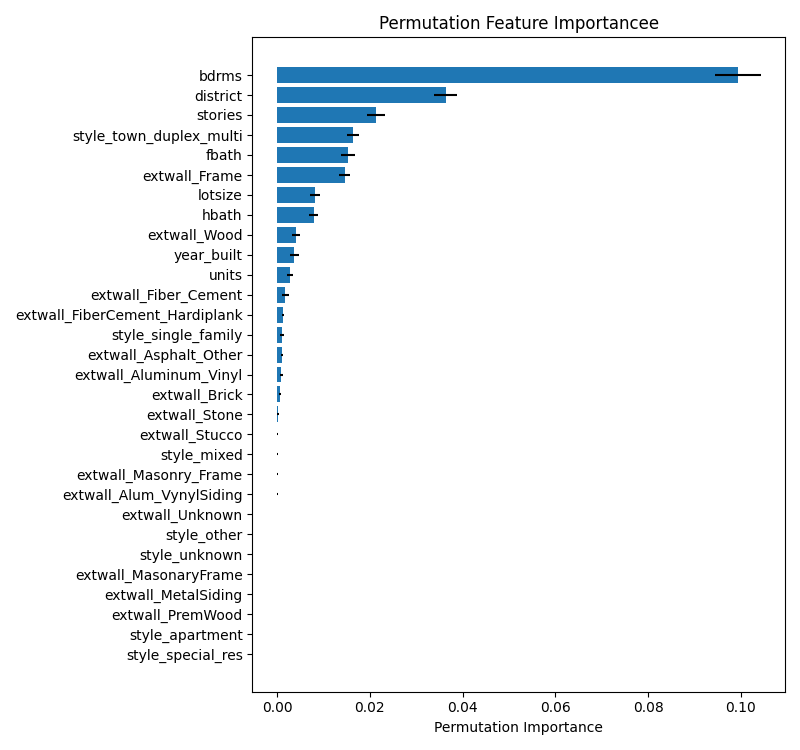 Permutation Feature Importancee
bdrms
district
stories
style_town_duplex_multi
fbath
extwall_Frame
lotsize
hbath
extwall_Wood
year_built
units
extwall_Fiber_Cement
extwall_FiberCement_Hardiplank
style_single_family
extwall_Asphalt_Other
extwall_Aluminum_Vinyl
extwall_Brick
extwall_Stone
extwall_Stucco
style_mixed
extwall_Masonry_Frame
extwall_Alum_VynylSiding
extwall_Unknown
style_other
style_unknown
extwall_MasonaryFrame
extwall_MetalSiding
extwall_PremWood
style_apartment
style_special_res
0.00 0.02 0.04 0.06 0.08 0.10
Permutation Importance